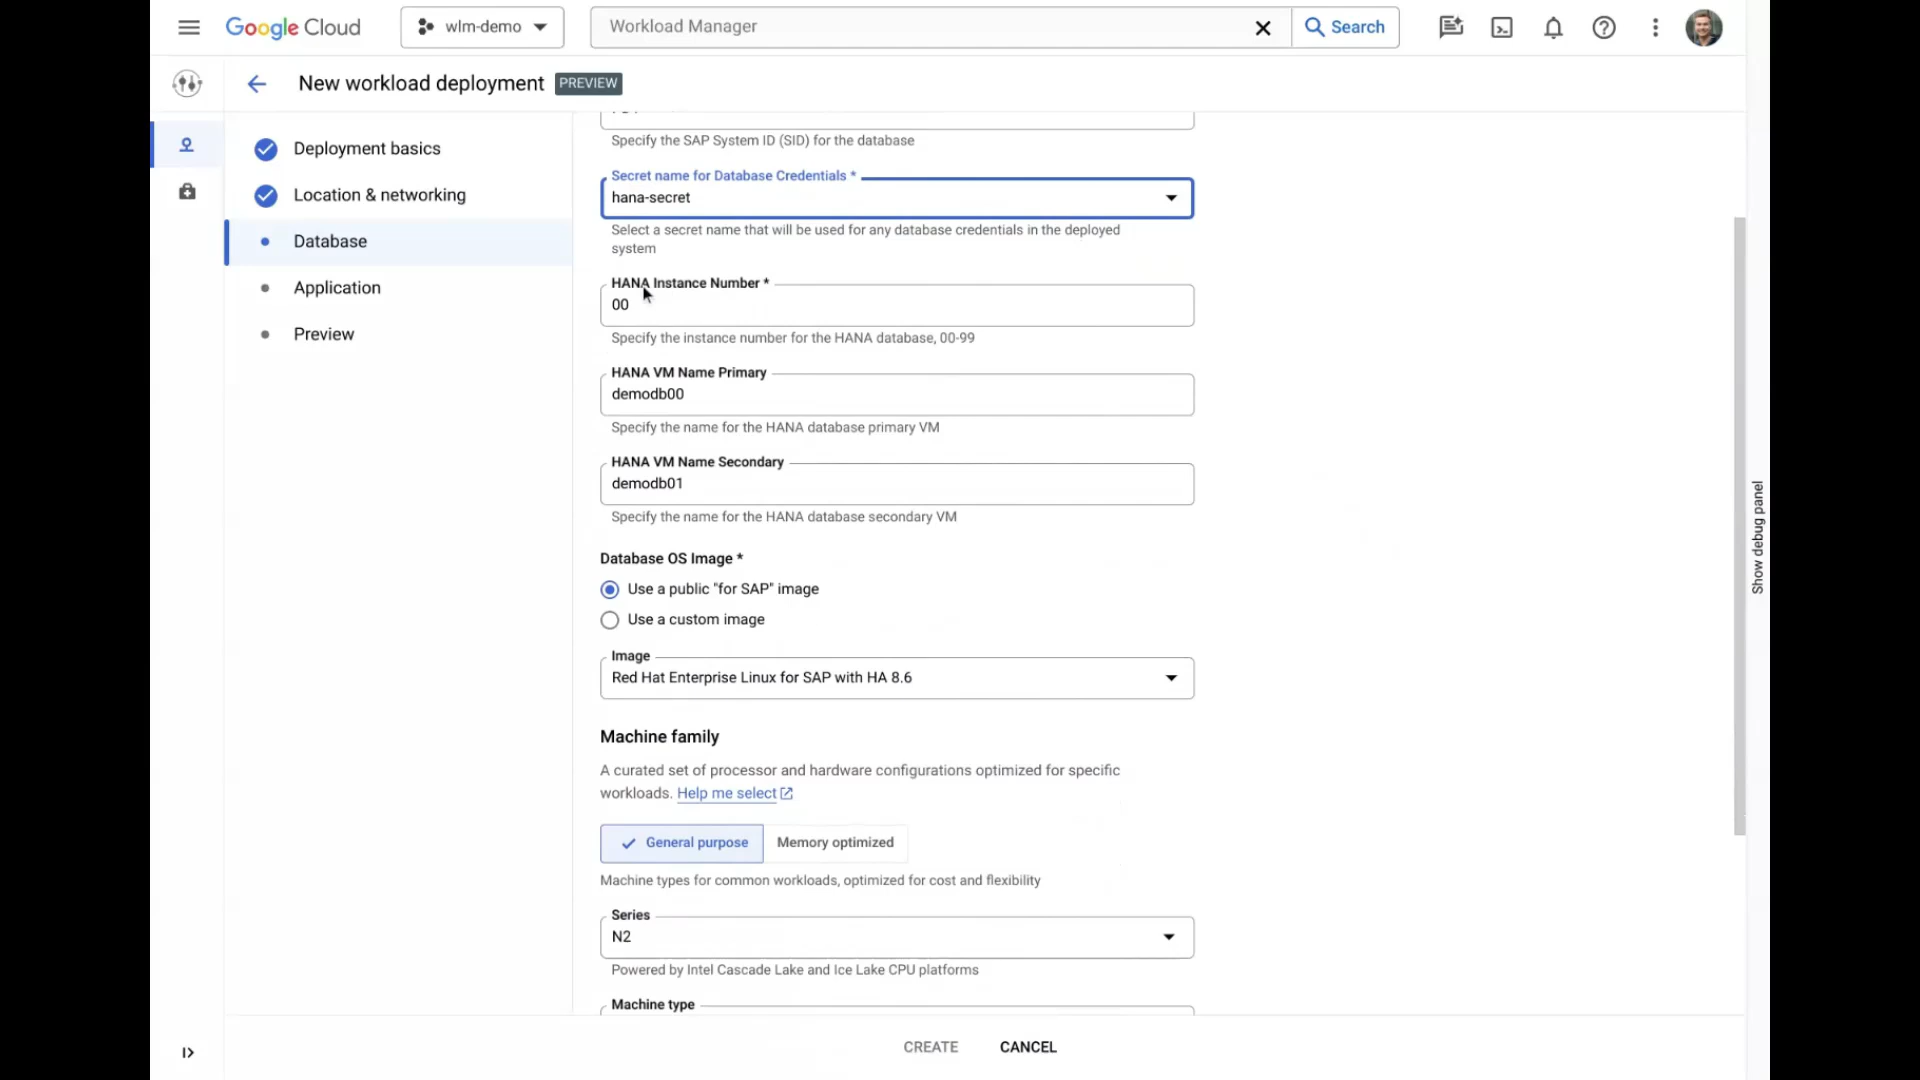 Google Cloud
wlm-demo
Workload Manager
Search
New workload deployment
PREVIEW
Deployment basics
Location & networking
Database
Application
Preview
Specify the SAP System ID (SID) for the database
Secret name for Database Credentials *
hana-secret
Select a secret name that will be used for any database credentials in the deployed
system
HANA Instance Number *
00
Specify the instance number for the HANA database, 00-99
HANA VM Name Primary
demodb00
Specify the name for the HANA database primary VM
HANA VM Name Secondary
demodb01
Specify the name for the HANA database secondary VM
Database OS Image *
Use a public "for SAP" image
Use a custom image
Image
Red Hat Enterprise Linux for SAP with HA 8.6
Machine family
A curated set of processor and hardware configurations optimized for specific
workloads. Help me select
General purpose
Memory optimized
Machine types for common workloads, optimized for cost and flexibility
Series
N2
Powered by Intel Cascade Lake and Ice Lake CPU platforms
Machine type
CREATE
CANCEL
Show debug panel